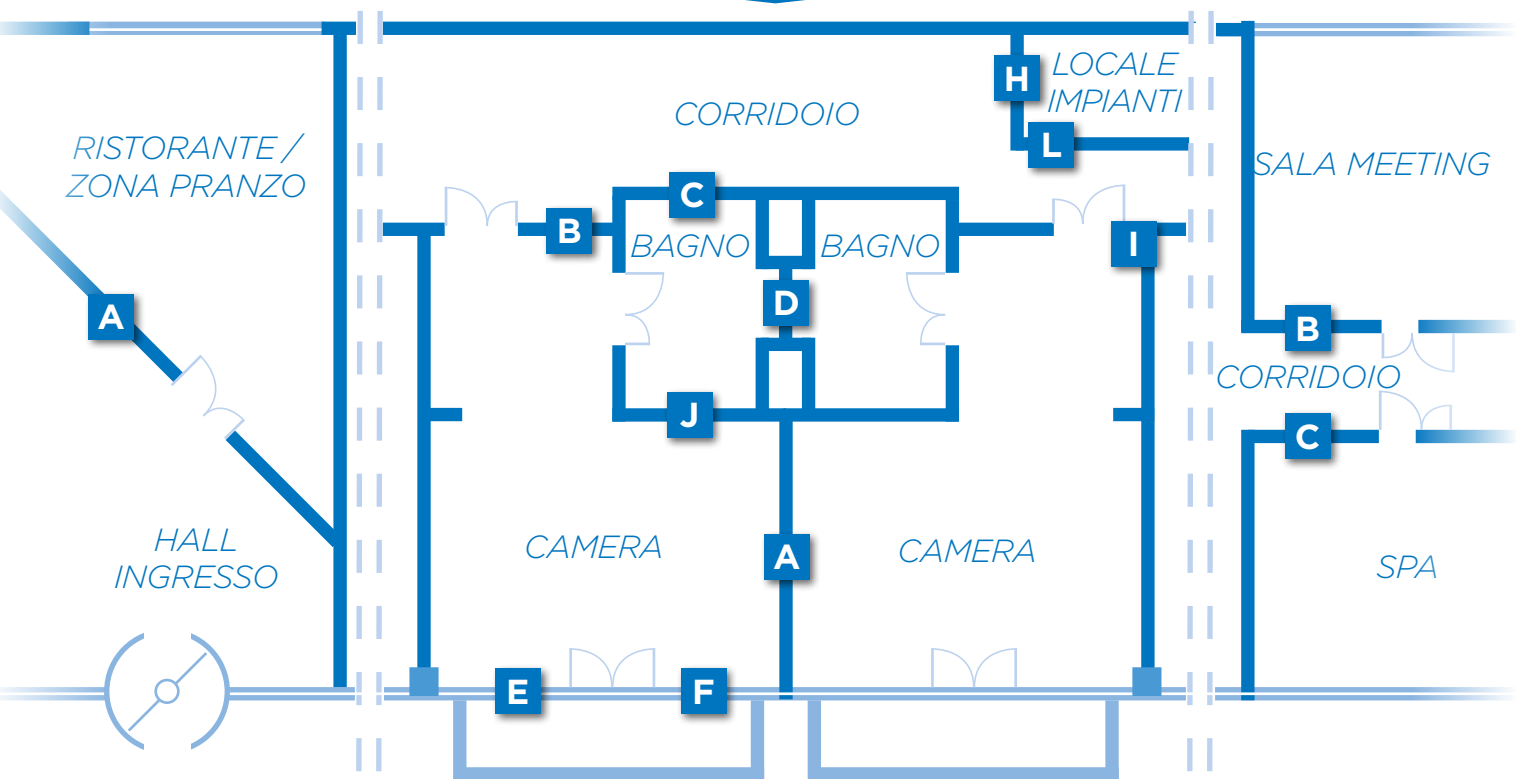 H
LOCALE
IMPIANTI
CORRIDOIO
L
RISTORANTE /
ZONA PRANZO
SALA MEETING
C
B
BAGNO
BAGNO
I
D
A
B
CORRIDOIO
J
C
HALL
INGRESSO
CAMERA
A
CAMERA
SPA
E
F